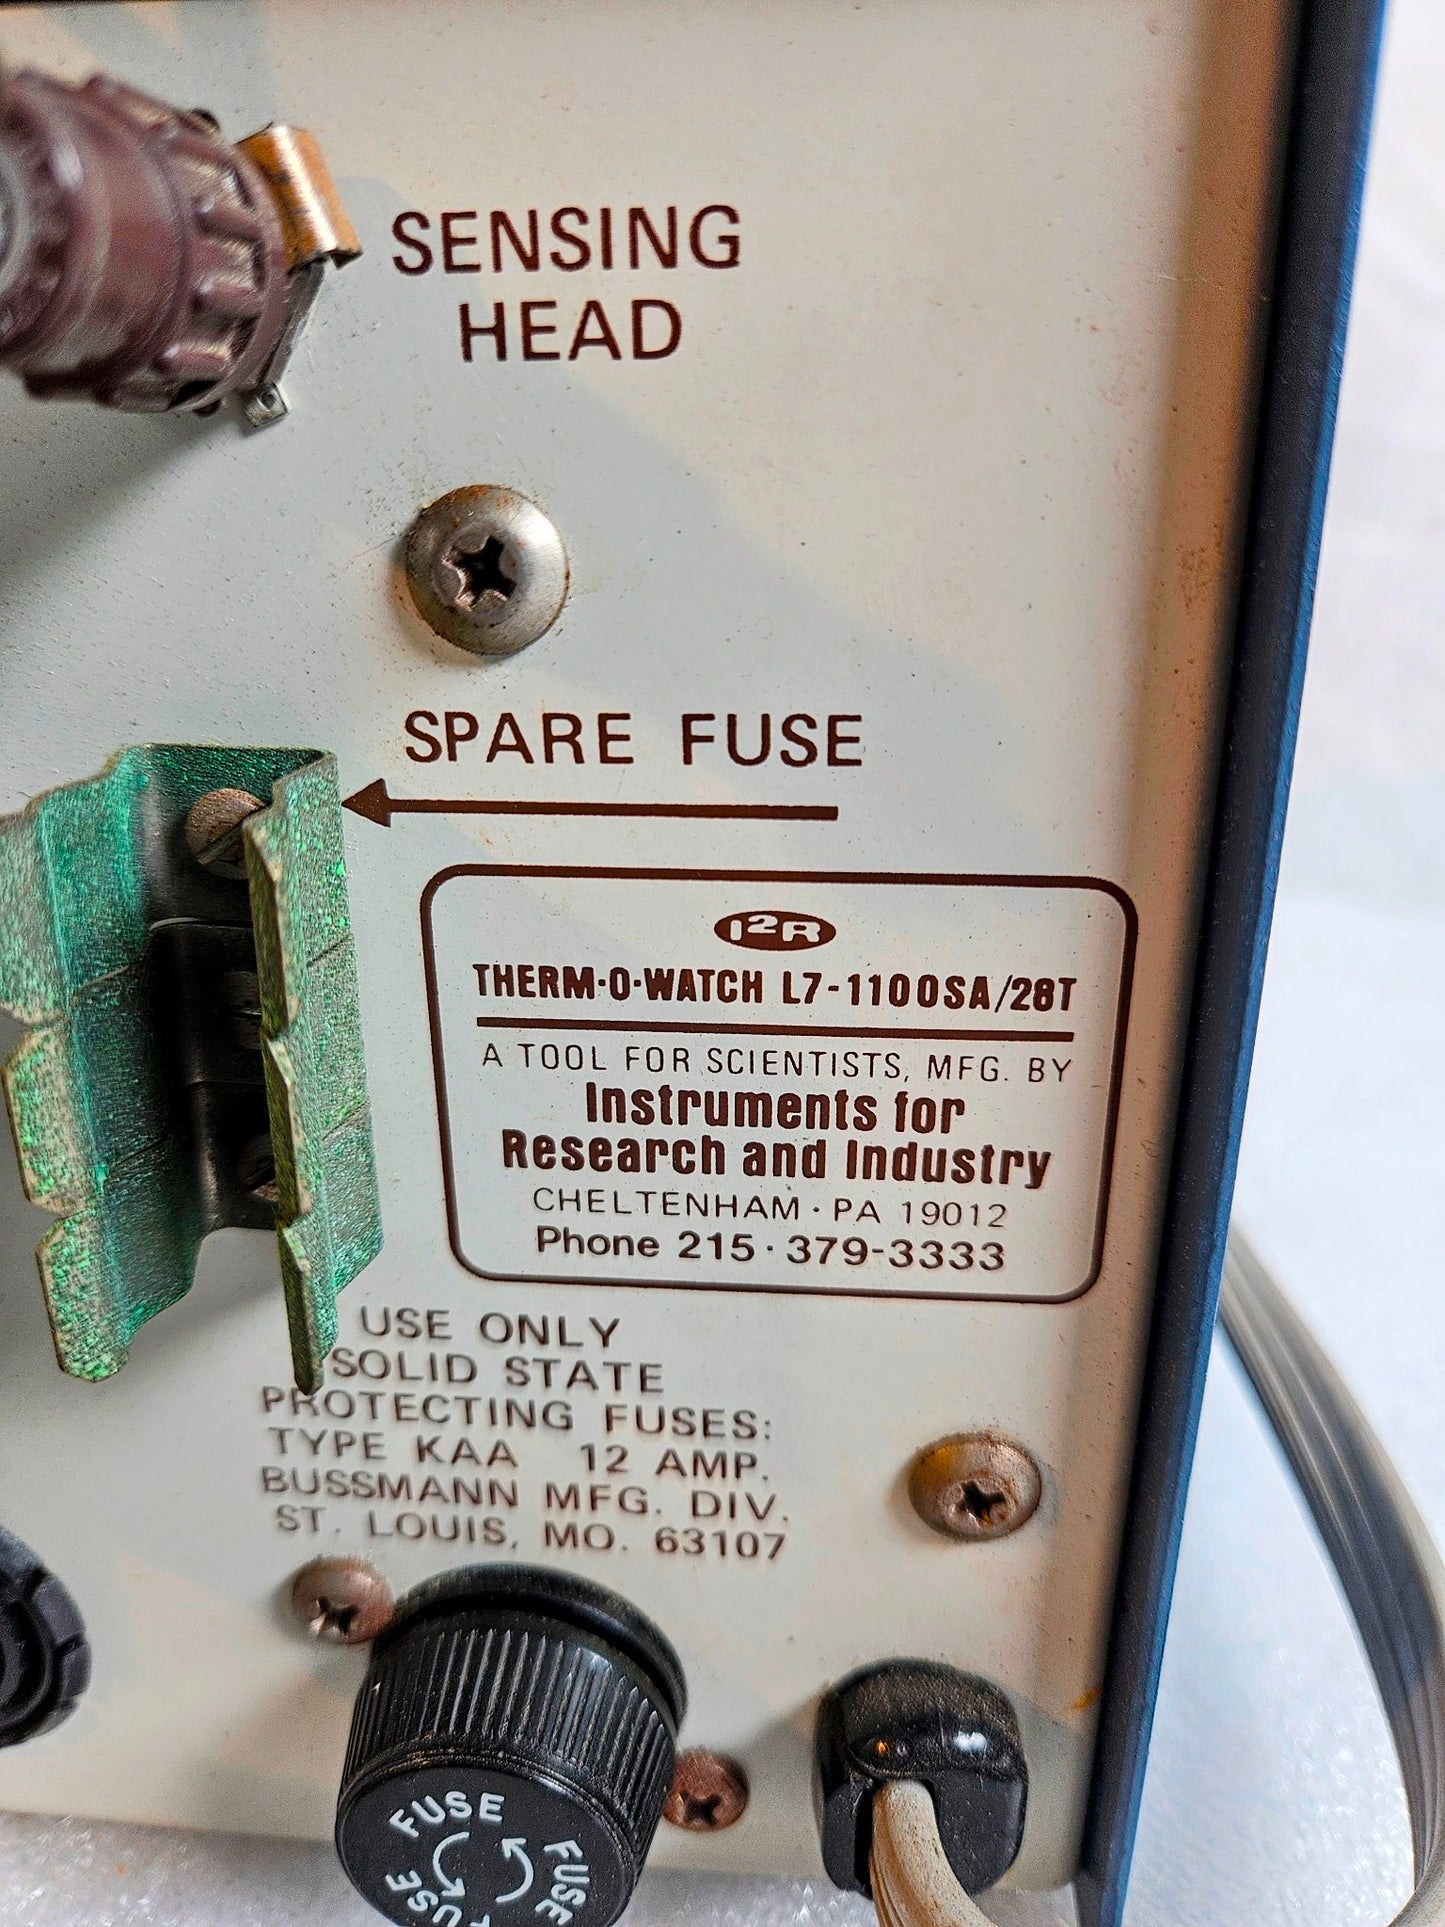 SENSING
HEAD
SPARE FUSE
I2R
THERM·O·WATCH L7-1100SA/28T
A TOOL FOR SCIENTISTS, MFG. BY
Instruments for
Research and Industry
CHELTENHAM · PA 19012
Phone 215 · 379-3333
USE ONLY
SOLID STATE
PROTECTING FUSES:
TYPE KAA 12 AMP.
BUSSMANN MFG. DIV.
ST. LOUIS, MO. 63107
FUSE
FUSE
FUSE